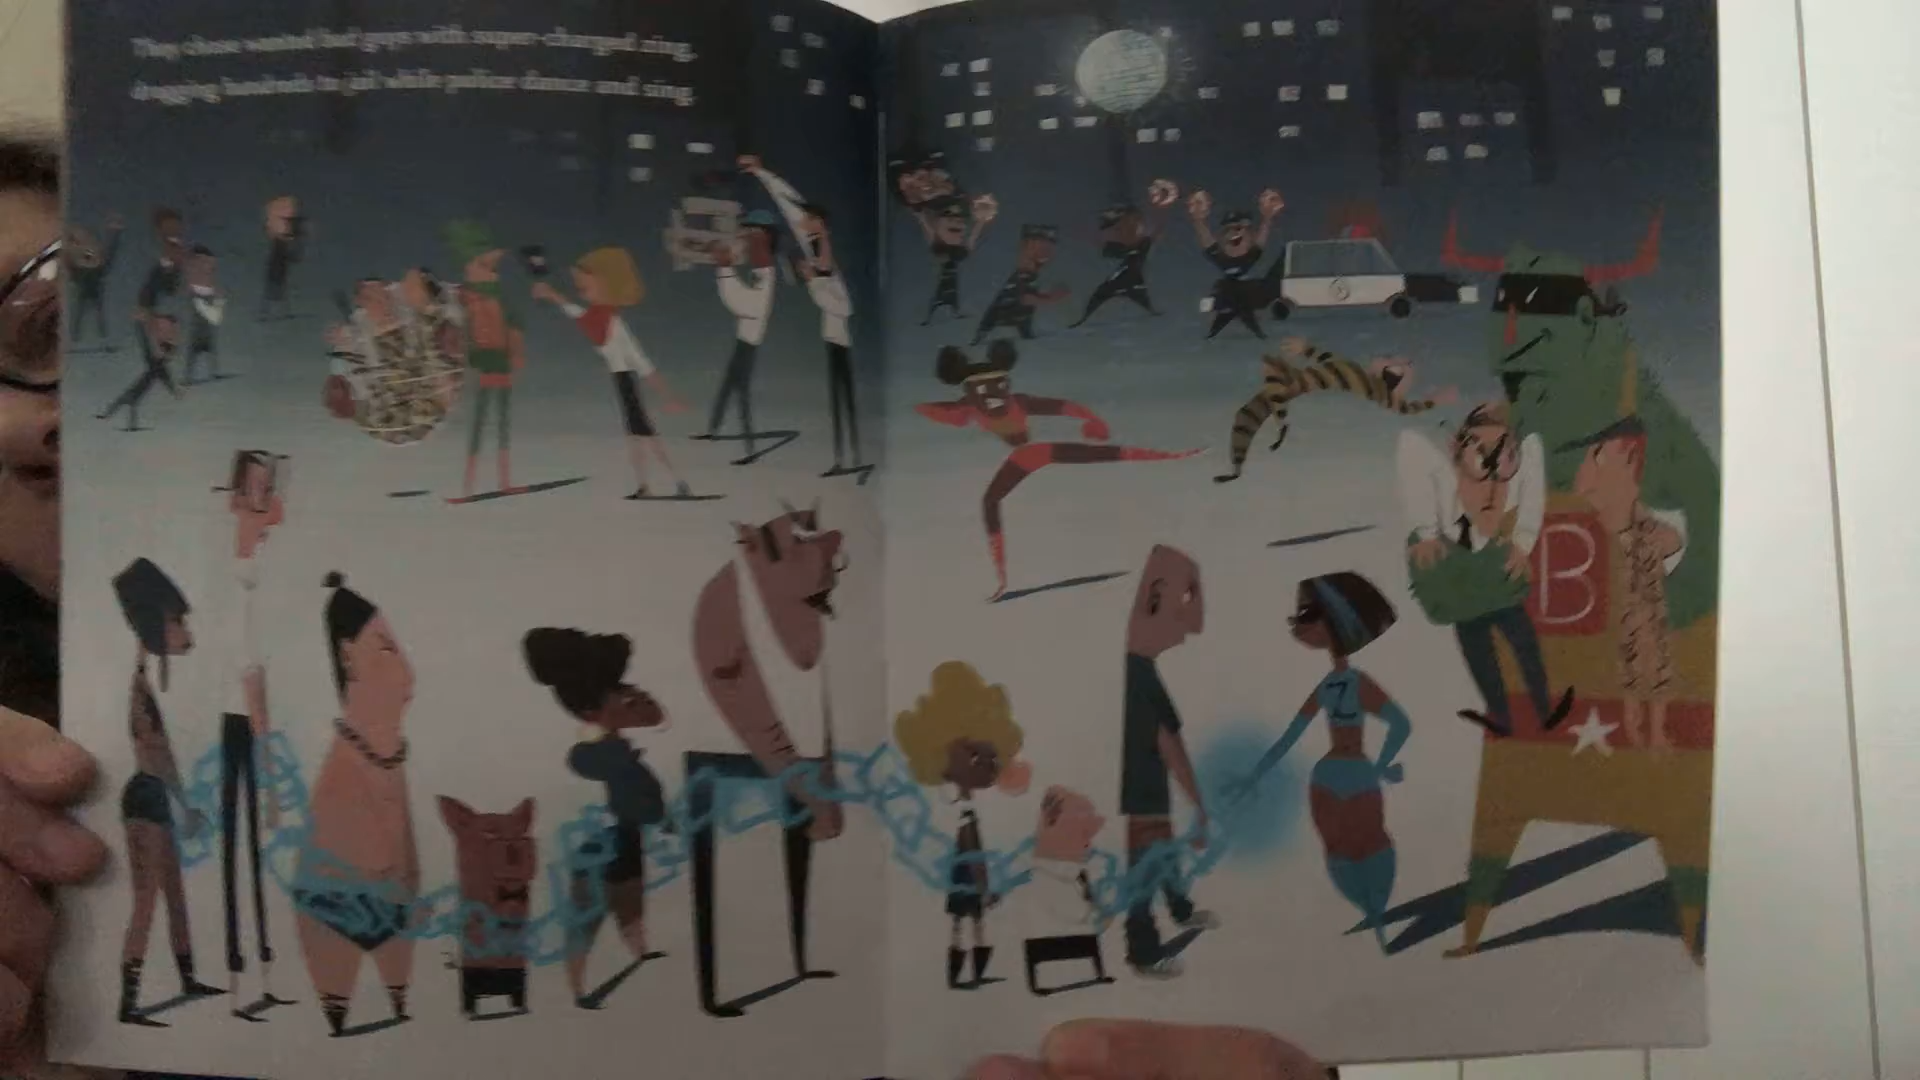 They chase wanted bad guys with super charged zing,
dragging hundreds to jail while police dance and sing.
B
Z